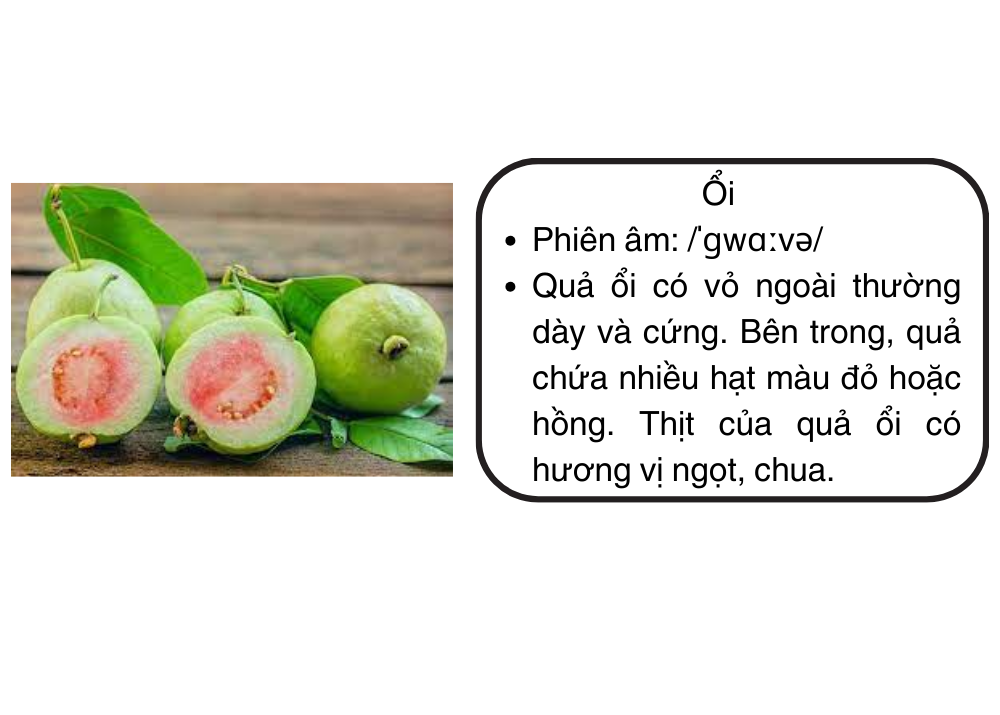 Ổi
• Phiên âm: /ˈɡwɑːvə/
• Quả ổi có vỏ ngoài thường
dày và cứng. Bên trong, quả
chứa nhiều hạt màu đỏ hoặc
hồng. Thịt của quả ổi có
hương vị ngọt, chua.